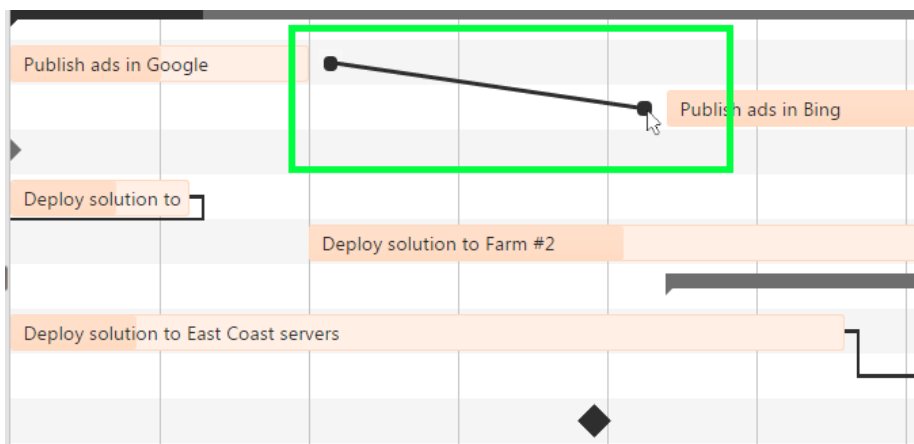 Publish ads in Google
Publish ads in Bing
Deploy solution to
Deploy solution to Farm #2
Deploy solution to East Coast servers